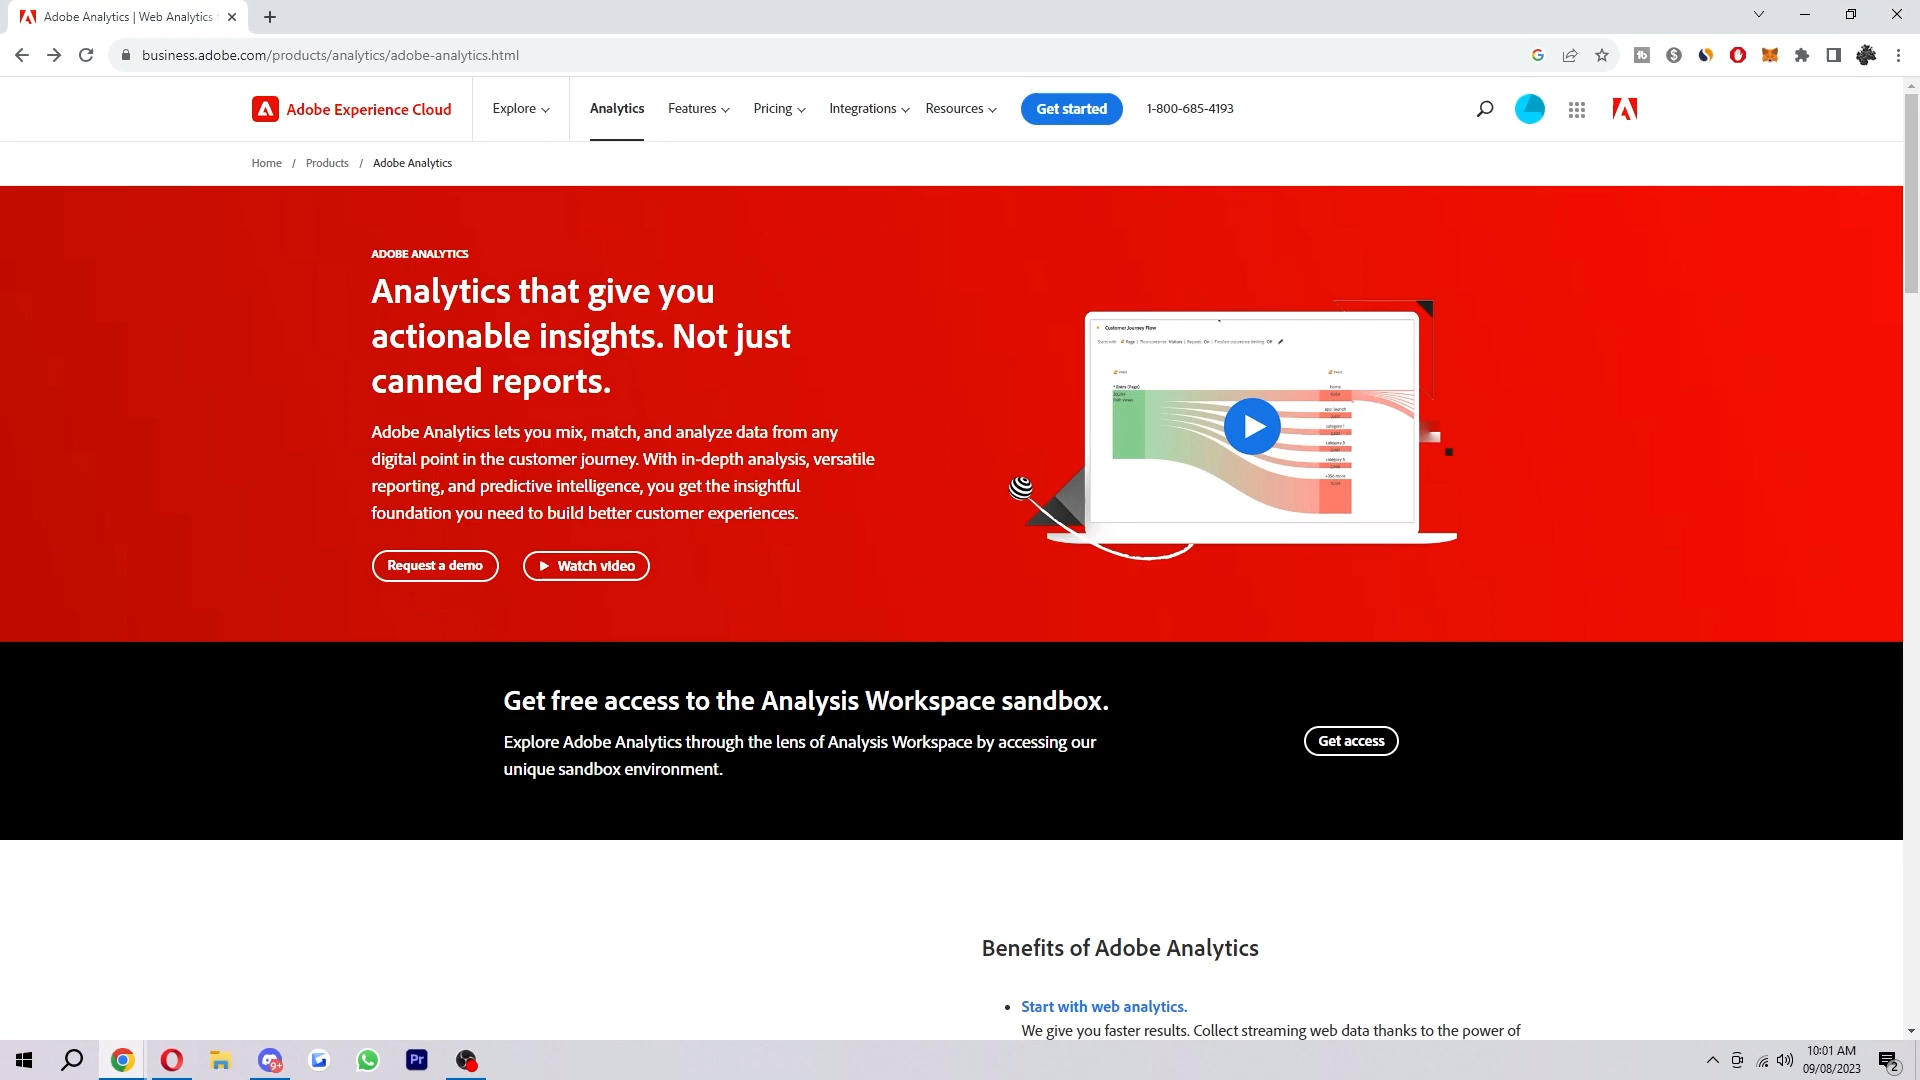 Adobe Analytics | Web Analytics
business.adobe.com/products/analytics/adobe-analytics.html
Adobe Experience Cloud
Explore
Analytics
Features
Pricing
Integrations
Resources
Get started
1-800-685-4193
Home / Products / Adobe Analytics
ADOBE ANALYTICS
Analytics that give you
actionable insights. Not just
canned reports.
Adobe Analytics lets you mix, match, and analyze data from any
digital point in the customer journey. With in-depth analysis, versatile
reporting, and predictive intelligence, you get the insightful
foundation you need to build better customer experiences.
Request a demo
Watch video
Customer Journey Flow
Get free access to the Analysis Workspace sandbox.
Explore Adobe Analytics through the lens of Analysis Workspace by accessing our
unique sandbox environment.
Get access
Benefits of Adobe Analytics
Start with web analytics.
We give you faster results. Collect streaming web data thanks to the power of
Pr
9+
10:01 AM
09/08/2023
2